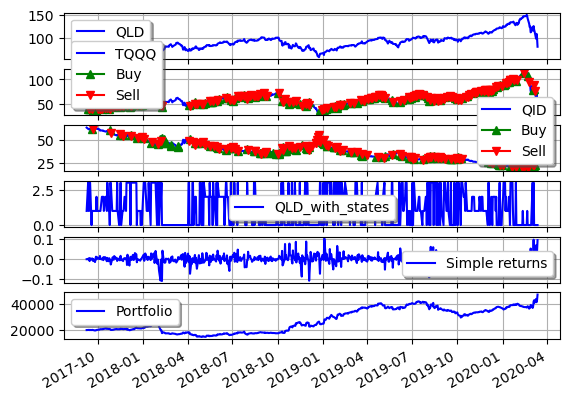 150
100
QLD
TQQQ
Buy
Sell
100
50
QID
Buy
Sell
50
25
2.5
0.0
QLD_with_states
0.1
0.0
−0.1
Simple returns
40000
20000
Portfolio
2017-10
2018-01
2018-04
2018-07
2018-10
2019-01
2019-04
2019-07
2019-10
2020-01
2020-04